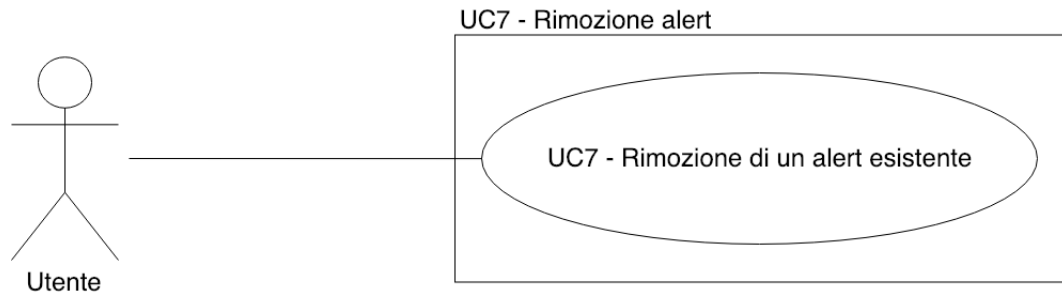 UC7 - Rimozione alert
UC7 - Rimozione di un alert esistente
Utente